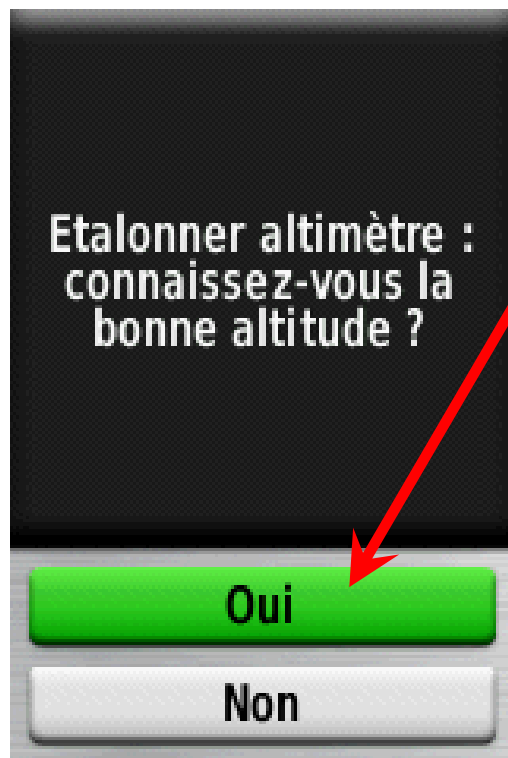 Etalonner altimètre :
connaissez-vous la
bonne altitude ?
Oui
Non